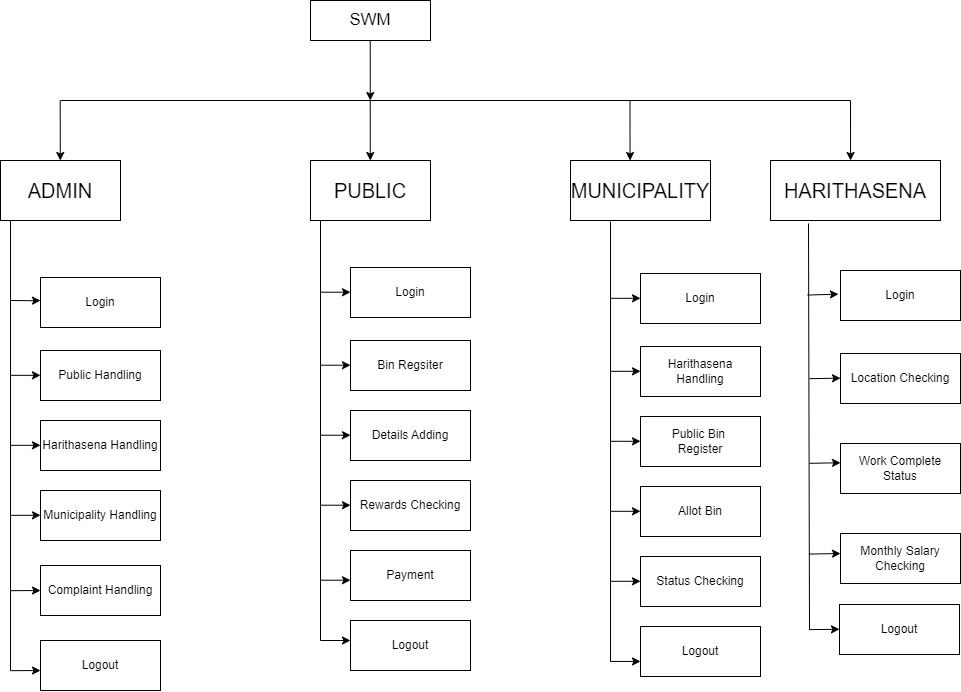 SWM
ADMIN
PUBLIC
MUNICIPALITY
HARITHASENA
Login
Public Handling
Harithasena Handling
Municipality Handling
Complaint Handling
Logout
Login
Bin Regsiter
Details Adding
Rewards Checking
Payment
Logout
Login
Harithasena
Handling
Public Bin
Register
Allot Bin
Status Checking
Logout
Login
Location Checking
Work Complete
Status
Monthly Salary
Checking
Logout